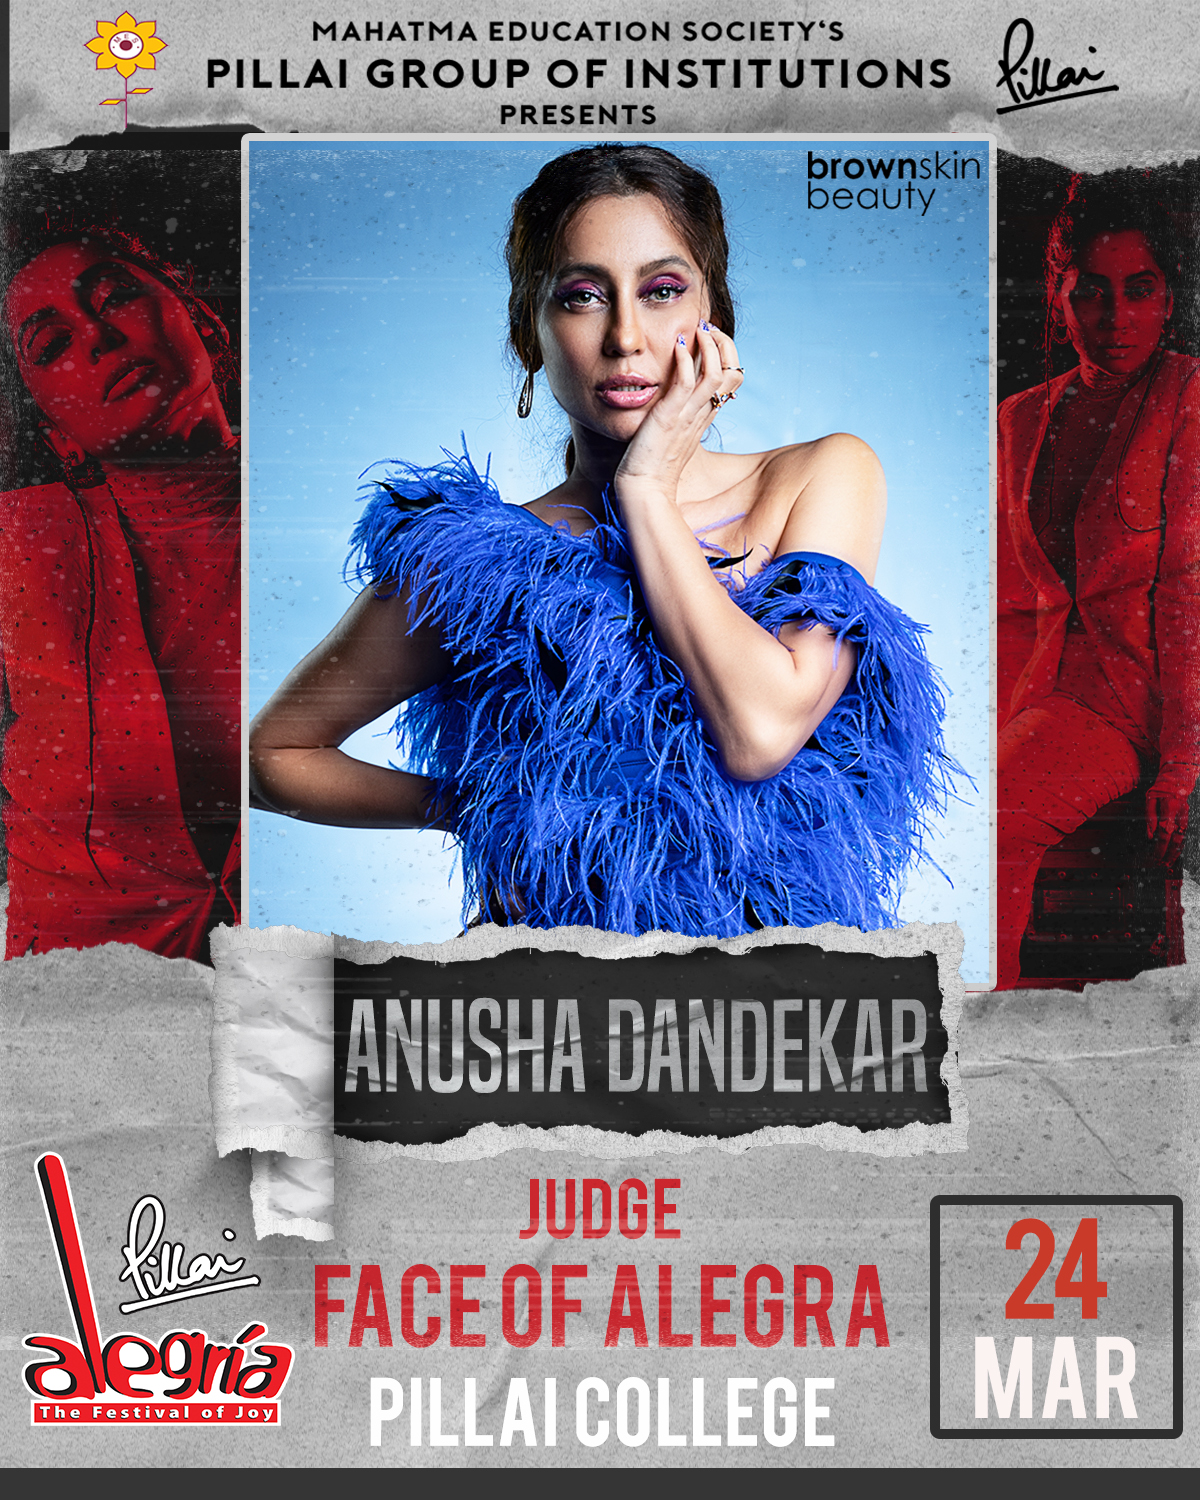 MAHATMA EDUCATION SOCIETY'S
PILLAI GROUP OF INSTITUTIONS
PRESENTS
MES
Pillai
brownskin
beauty
ANUSHA DANDEKAR
JUDGE
FACE OF ALEGRA
PILLAI COLLEGE
Pillai
alegría
The Festival of Joy
24
MAR